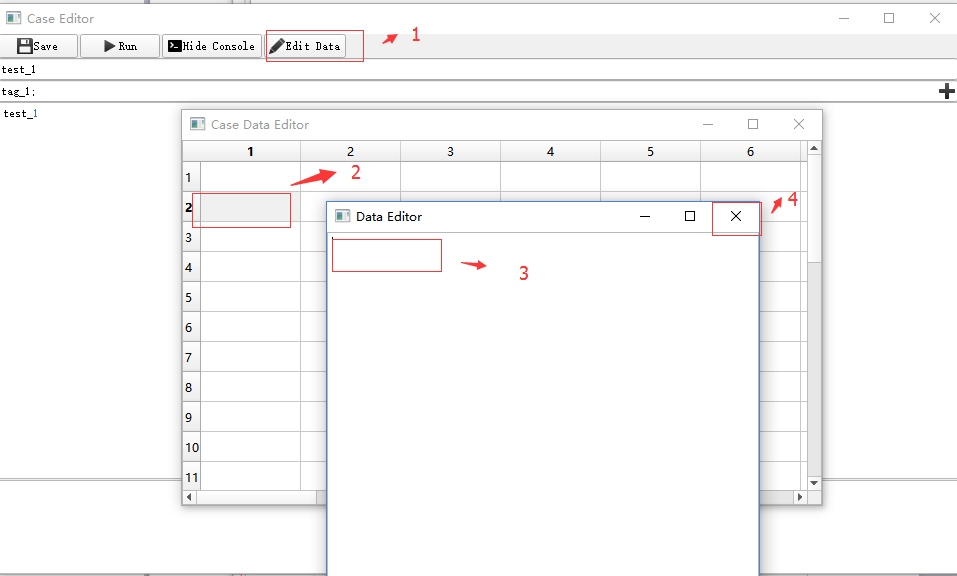 Case Editor
Save Run Hide Console Edit Data 1
test_1
tag_1;
test_1
Case Data Editor
1 2 3 4 5 6
1
2
2
4
Data Editor
3
3
4
5
6
7
8
9
10
11